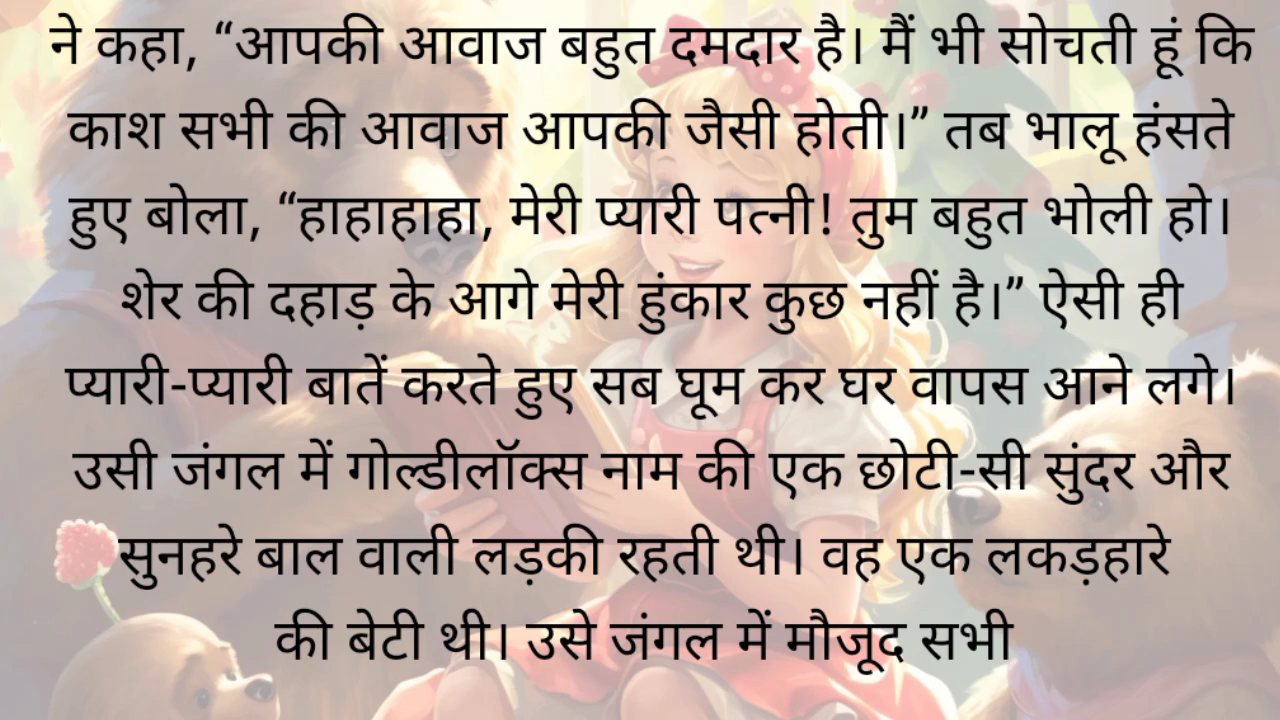 ने कहा, “आपकी आवाज बहुत दमदार है। मैं भी सोचती हूं कि
काश सभी की आवाज आपकी जैसी होती।” तब भालू हंसते
हुए बोला, “हाहाहाहा, मेरी प्यारी पत्नी! तुम बहुत भोली हो।
शेर की दहाड़ के आगे मेरी हुंकार कुछ नहीं है।” ऐसी ही
प्यारी-प्यारी बातें करते हुए सब घूम कर घर वापस आने लगे।
उसी जंगल में गोल्डीलॉक्स नाम की एक छोटी-सी सुंदर और
सुनहरे बाल वाली लड़की रहती थी। वह एक लकड़हारे
की बेटी थी। उसे जंगल में मौजूद सभी